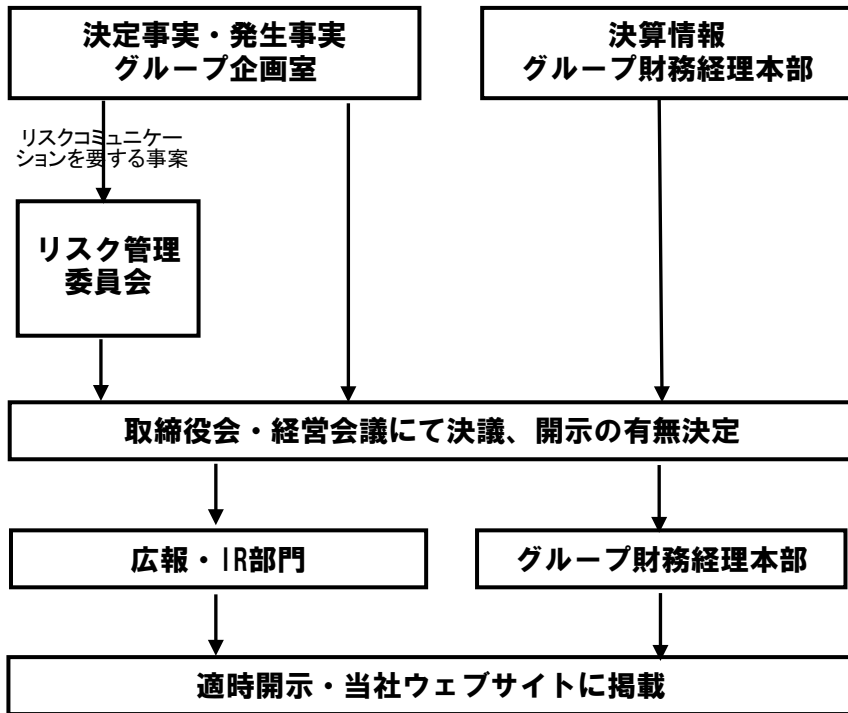 決定事実・発生事実
グループ企画室
決算情報
グループ財務経理本部
リスクコミュニケー
ションを要する事案
リスク管理
委員会
取締役会・経営会議にて決議、開示の有無決定
広報・IR部門
グループ財務経理本部
適時開示・当社ウェブサイトに掲載